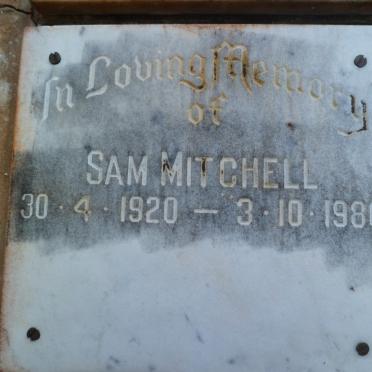 In Loving Memory
of
SAM MITCHELL
30 · 4 · 1920 — 3 · 10 · 198